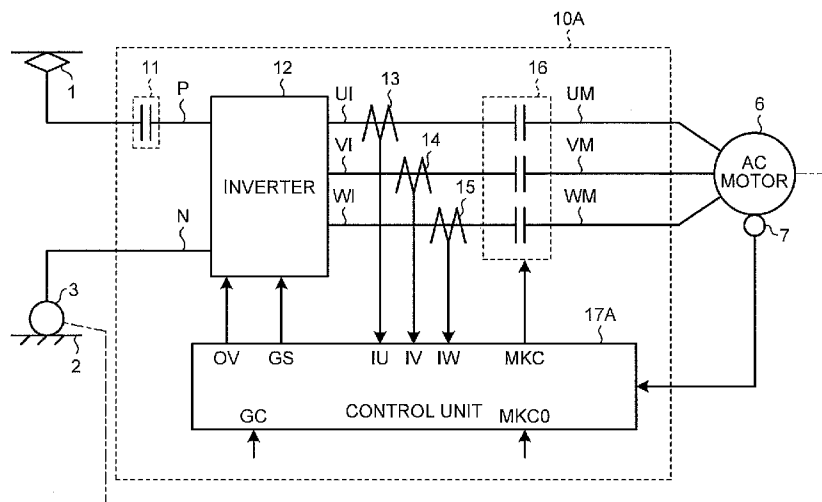 10A
1
11
P
12
UI
13
16
UM
6
VI
14
VM
AC
MOTOR
INVERTER
WI
15
WM
N
7
3
2
17A
OV
GS
IU
IV
IW
MKC
CONTROL UNIT
GC
MKC0